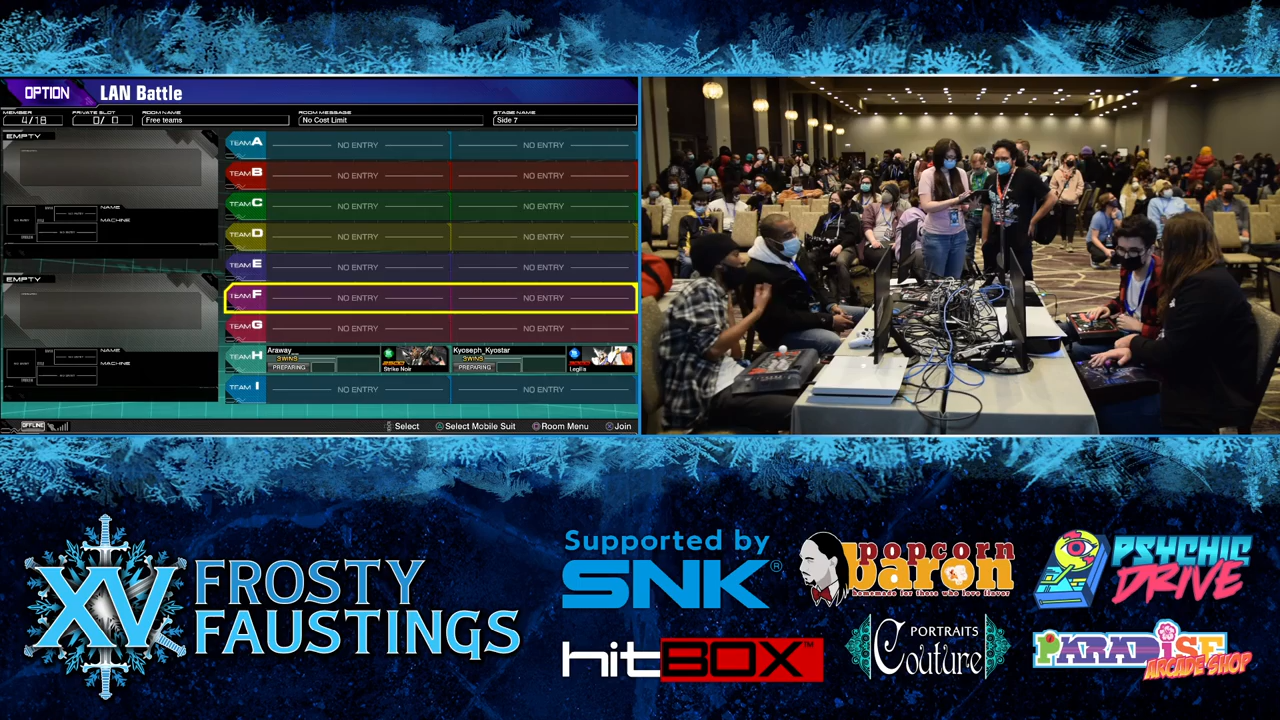 OPTION LAN Battle
MEMBER PRIVATE SLOT ROOM NAME ROOM MESSAGE STAGE NAME
4/18 0/ 0 Free teams No Cost Limit Side 7
EMPTY
NAME
MACHINE
EMPTY
NAME
MACHINE
TEAM A NO ENTRY NO ENTRY
TEAM B NO ENTRY NO ENTRY
TEAM C NO ENTRY NO ENTRY
TEAM D NO ENTRY NO ENTRY
TEAM E NO ENTRY NO ENTRY
TEAM F NO ENTRY NO ENTRY
TEAM G NO ENTRY NO ENTRY
TEAM H Araway Kyoseph_Kyostar
3WINS 3WINS
PREPARING Strike Noir PREPARING Legilis
TEAM I NO ENTRY NO ENTRY
OFFLINE Select Select Mobile Suit Room Menu Join
XV FROSTY
FAUSTINGS
Supported by
SNK®
popcorn
baron
homemade for those who love flavor
PSYCHIC
DRIVE
hitBOX™
PORTRAITS
Couture
PARADISE
ARCADE SHOP